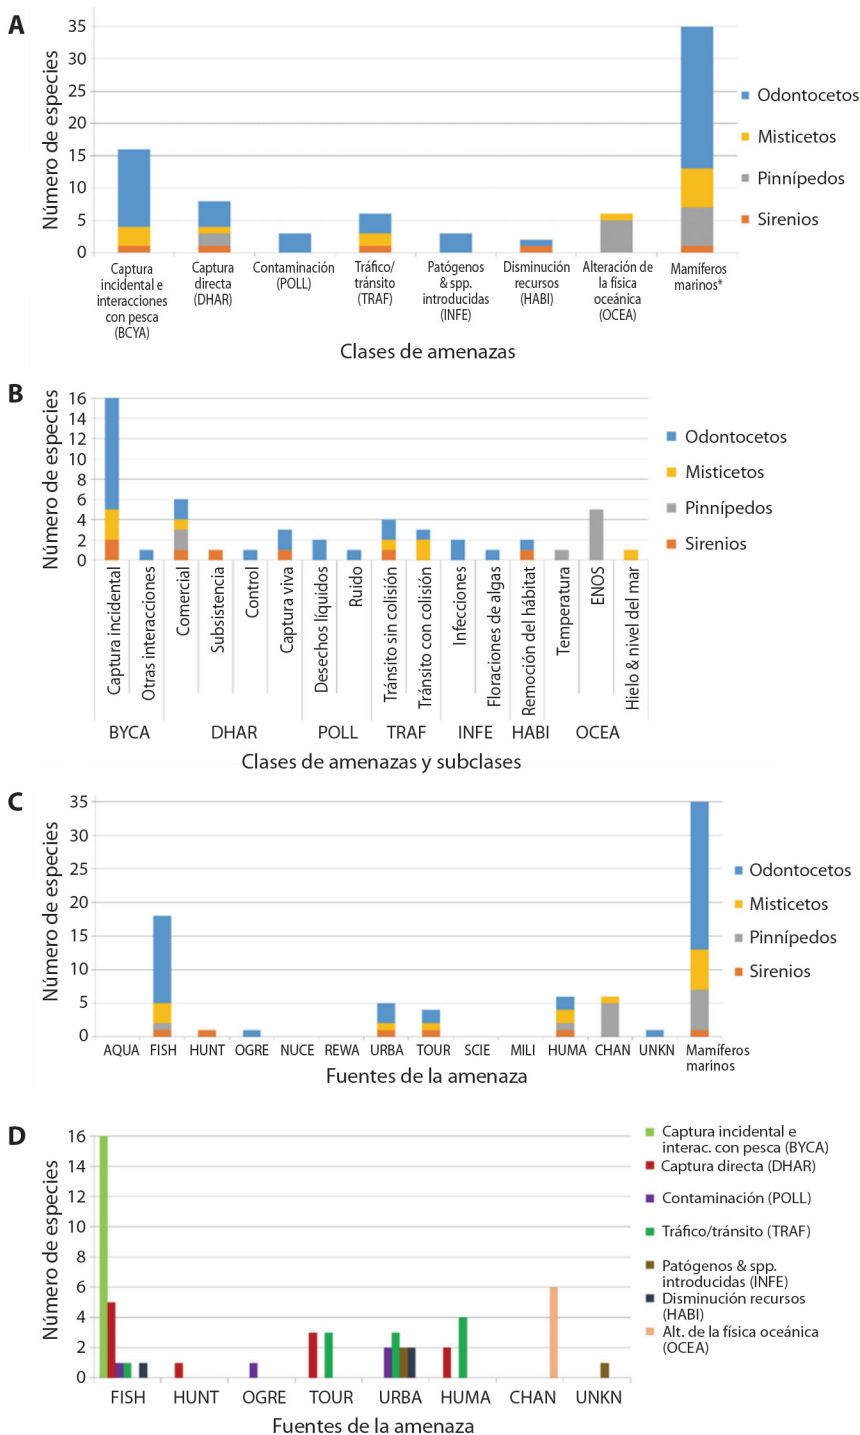 A
Número de especies
35
30
25
20
15
10
5
0
Odontocetos
Misticetos
Pinnípedos
Sirenios
Captura
incidental e
interacciones
con pesca
(BCYA)
Captura
directa
(DHAR)
Contaminación
(POLL)
Tráfico/
tránsito
(TRAF)
Patógenos
& spp.
introducidas
(INFE)
Disminución
recursos
(HABI)
Alteración de
la física
oceánica
(OCEA)
Mamíferos
marinos*
Clases de amenazas
B
Número de especies
16
14
12
10
8
6
4
2
0
Odontocetos
Misticetos
Pinnípedos
Sirenios
Captura incidental
Otras interacciones
Comercial
Subsistencia
Control
Captura viva
Desechos líquidos
Ruido
Tránsito sin colisión
Tránsito con colisión
Infecciones
Floraciones de algas
Remoción del hábitat
Temperatura
ENOS
Hielo & nivel del mar
BYCA
DHAR
POLL
TRAF
INFE
HABI
OCEA
Clases de amenazas y subclases
C
Número de especies
35
30
25
20
15
10
5
0
Odontocetos
Misticetos
Pinnípedos
Sirenios
AQUA
FISH
HUNT
OGRE
NUCE
REWA
URBA
TOUR
SCIE
MILI
HUMA
CHAN
UNKN
Mamíferos
marinos
Fuentes de la amenaza
D
Número de especies
16
14
12
10
8
6
4
2
0
Captura incidental e
interac. con pesca (BYCA)
Captura directa (DHAR)
Contaminación (POLL)
Tráfico/tránsito (TRAF)
Patógenos & spp.
introducidas (INFE)
Disminución recursos
(HABI)
Alt. de la física oceánica
(OCEA)
FISH
HUNT
OGRE
TOUR
URBA
HUMA
CHAN
UNKN
Fuentes de la amenaza